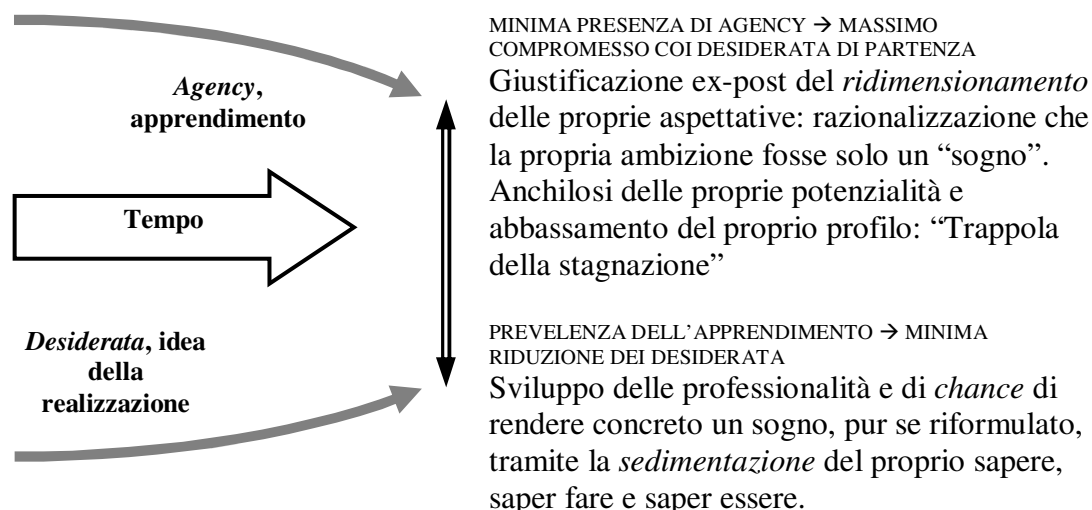 Agency,
apprendimento
Tempo
Desiderata, idea
della
realizzazione
MINIMA PRESENZA DI AGENCY → MASSIMO
COMPROMESSO COI DESIDERATA DI PARTENZA
Giustificazione ex-post del ridimensionamento
delle proprie aspettative: razionalizzazione che
la propria ambizione fosse solo un “sogno”.
Anchilosi delle proprie potenzialità e
abbassamento del proprio profilo: “Trappola
della stagnazione”
PREVELENZA DELL’APPRENDIMENTO → MINIMA
RIDUZIONE DEI DESIDERATA
Sviluppo delle professionalità e di chance di
rendere concreto un sogno, pur se riformulato,
tramite la sedimentazione del proprio sapere,
saper fare e saper essere.